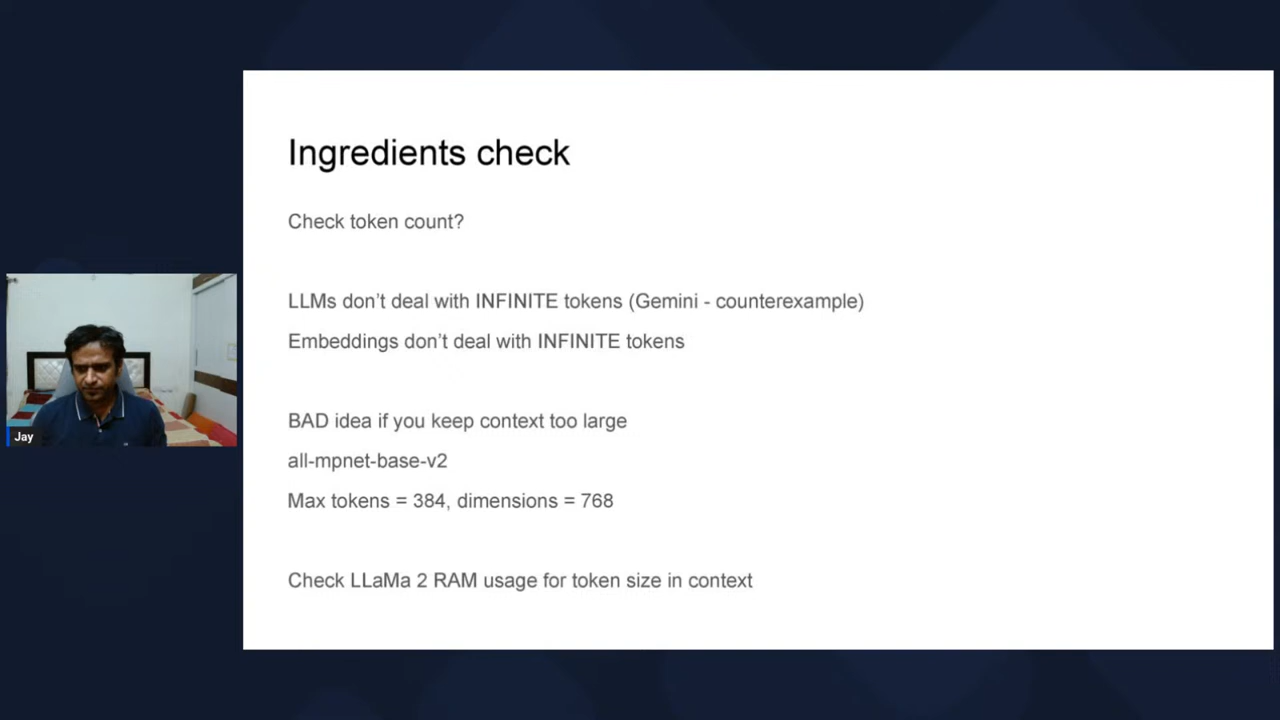 Ingredients check
Check token count?
LLMs don’t deal with INFINITE tokens (Gemini - counterexample)
Embeddings don’t deal with INFINITE tokens
BAD idea if you keep context too large
all-mpnet-base-v2
Max tokens = 384, dimensions = 768
Check LLaMa 2 RAM usage for token size in context
Jay